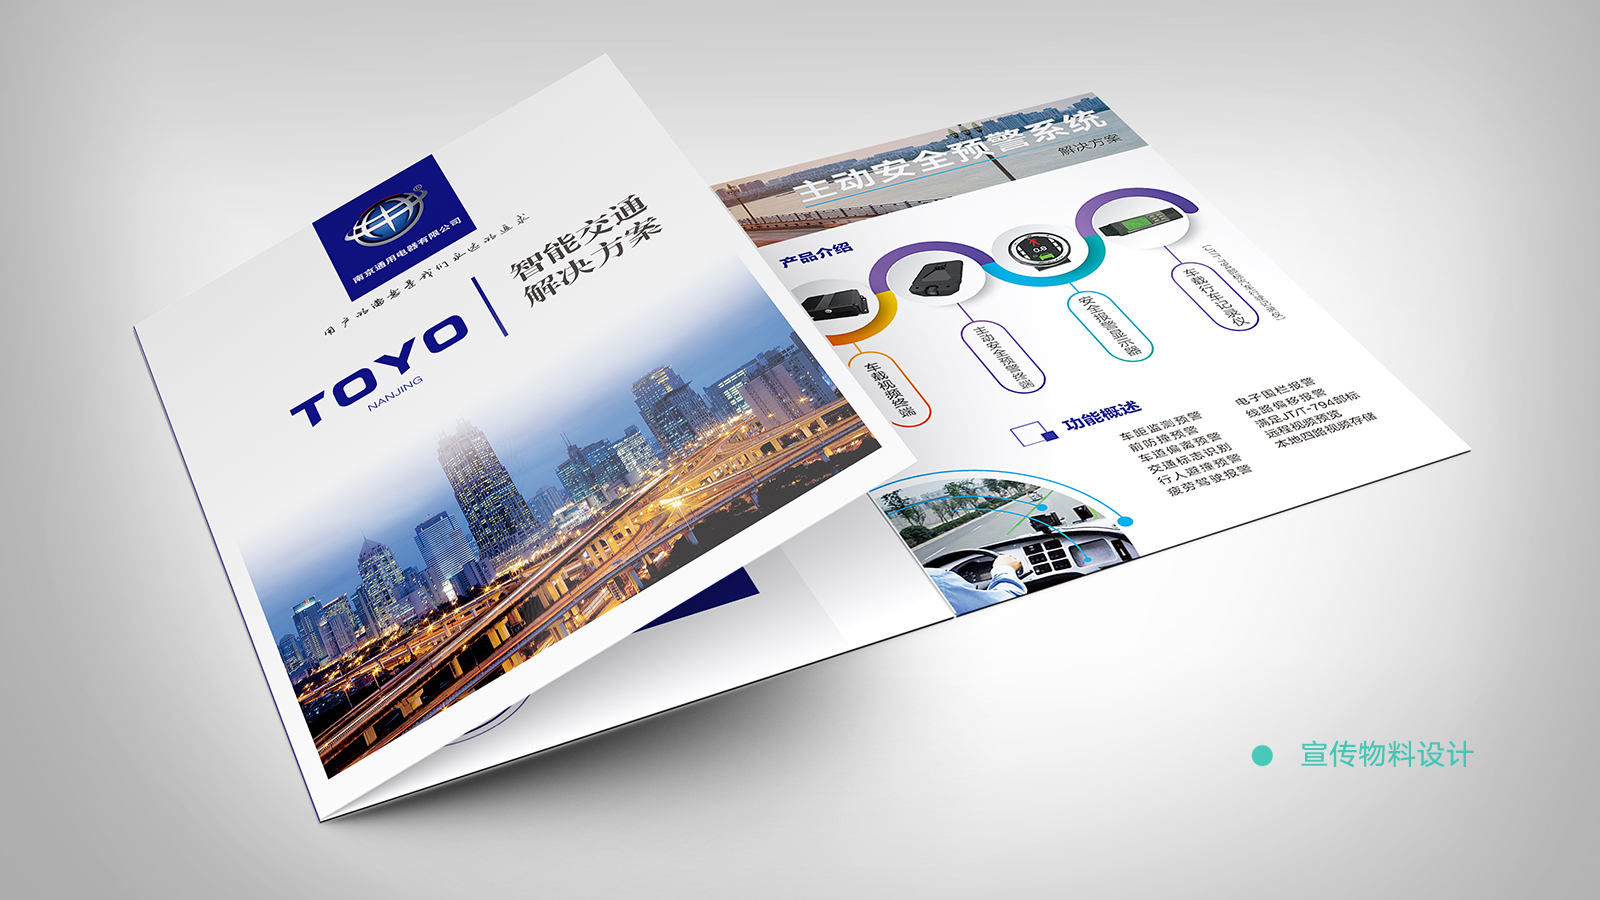 南京通用电器有限公司
用户的满意是我们永远的追求
TOYO
NANJING
智能交通
解决方案
主动安全预警系统
解决方案
产品介绍
车载视频终端
主动安全预警终端
安全报警显示器
车载行车记录仪
功能概述
车距监测预警
前防撞预警
车道偏离预警
交通标志识别
行人避撞预警
疲劳驾驶报警
电子围栏报警
线路偏移报警
满足JT/T-794部标
远程视频预览
本地四路视频存储
宣传物料设计